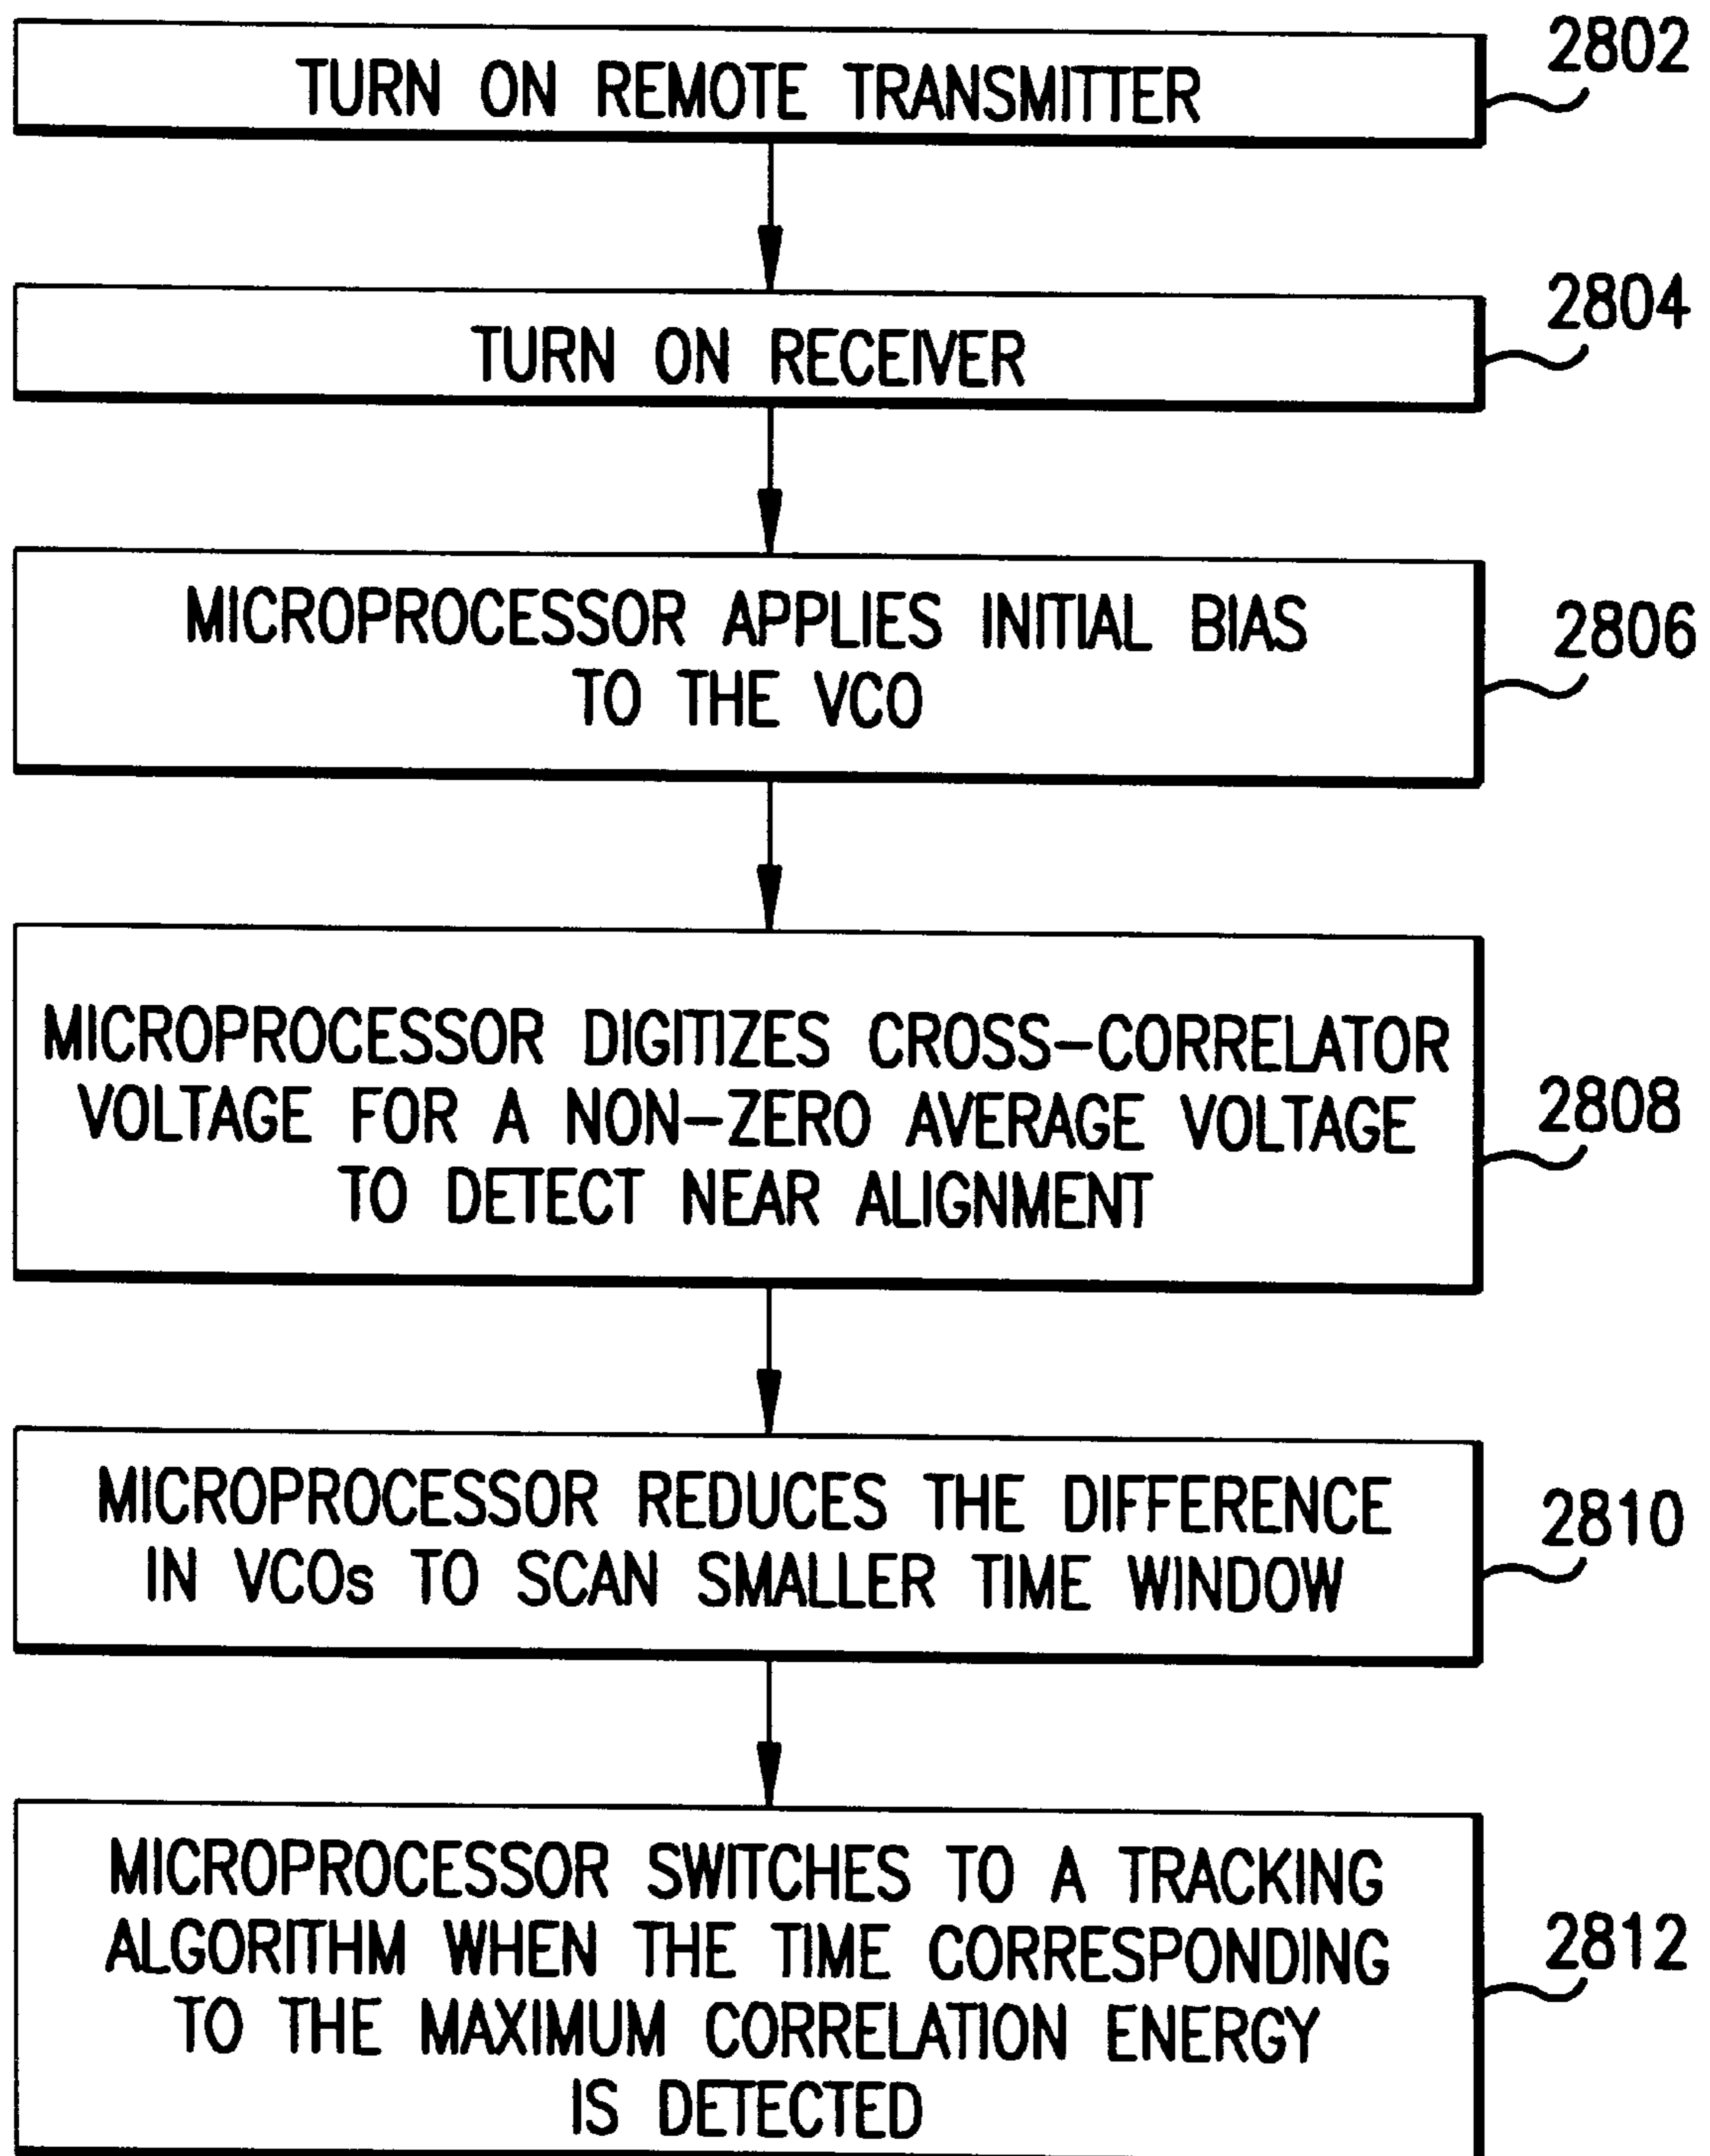 TURN ON REMOTE TRANSMITTER
2802
TURN ON RECEIVER
2804
MICROPROCESSOR APPLIES INITIAL BIAS
TO THE VCO
2806
MICROPROCESSOR DIGITIZES CROSS-CORRELATOR
VOLTAGE FOR A NON-ZERO AVERAGE VOLTAGE
TO DETECT NEAR ALIGNMENT
2808
MICROPROCESSOR REDUCES THE DIFFERENCE
IN VCOs TO SCAN SMALLER TIME WINDOW
2810
MICROPROCESSOR SWITCHES TO A TRACKING
ALGORITHM WHEN THE TIME CORRESPONDING
TO THE MAXIMUM CORRELATION ENERGY
IS DETECTED
2812